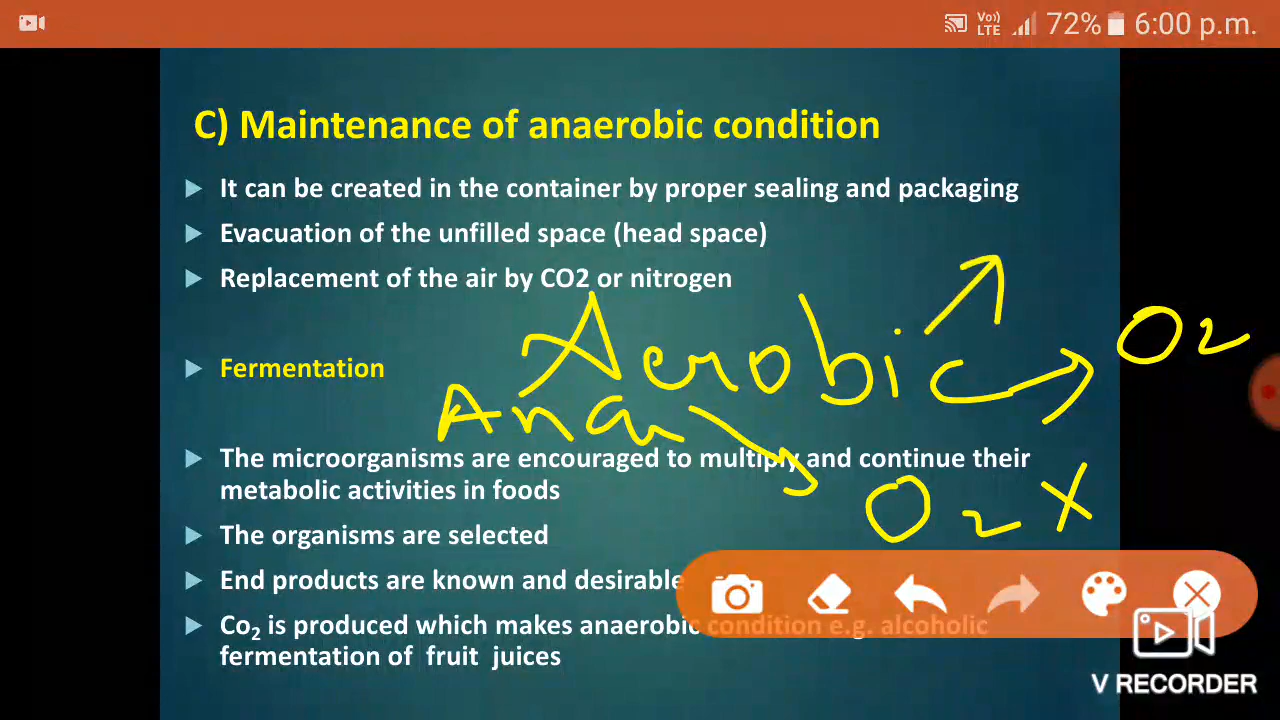 Vo))
LTE
72%
6:00 p.m.
C) Maintenance of anaerobic condition
It can be created in the container by proper sealing and packaging
Evacuation of the unfilled space (head space)
Replacement of the air by CO2 or nitrogen
Aerobic
O2
Fermentation
Ana
The microorganisms are encouraged to multiply and continue their
metabolic activities in foods
O2 X
The organisms are selected
End products are known and desirable
Co₂ is produced which makes anaerobic condition e.g. alcoholic
fermentation of fruit juices
V RECORDER